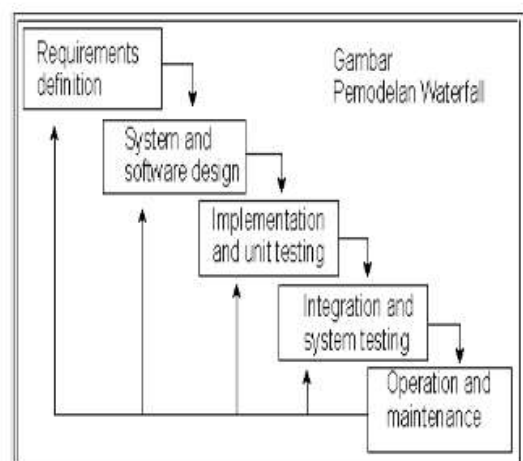 Requirements
definition
Gambar
Pemodelan Waterfall
System and
software design
Implementation
and unit testing
Integration and
system testing
Operation and
maintenance